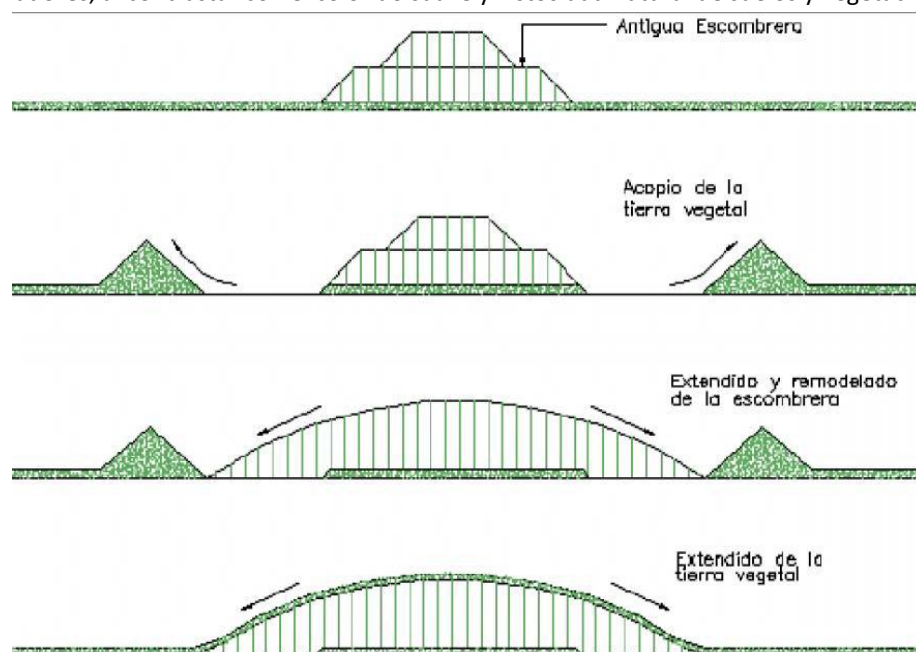 Antigua Escombrera
Acopio de la
tierra vegetal
Extendido y remodelado
de la escombrera
Extendido de la
tierra vegetal